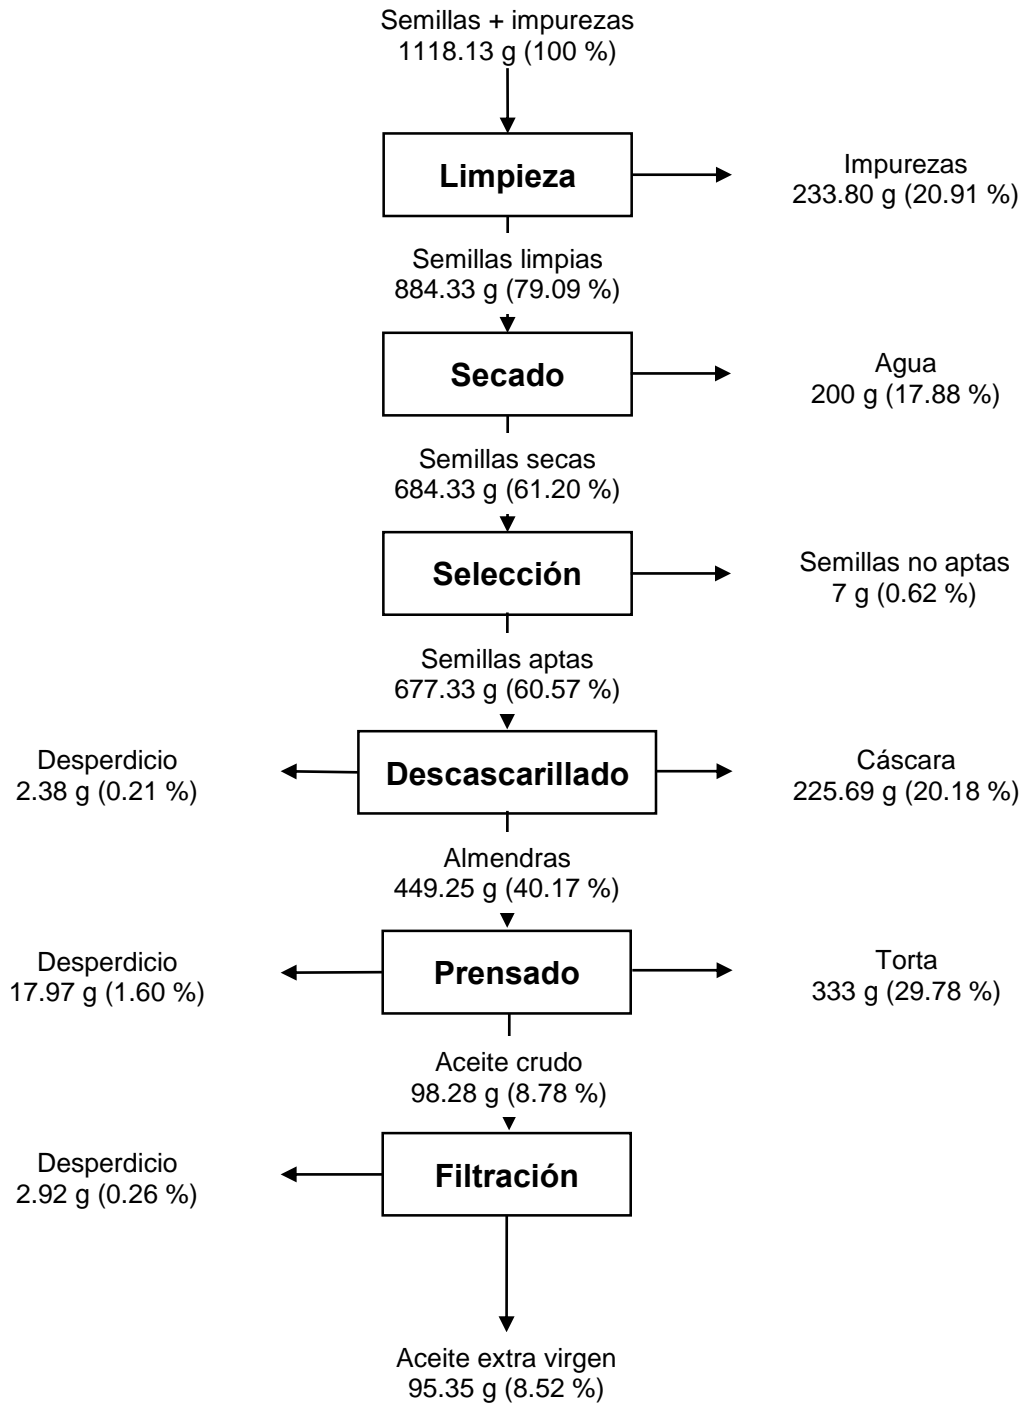 Semillas + impurezas
1118.13 g (100 %)
Limpieza
Impurezas
233.80 g (20.91 %)
Semillas limpias
884.33 g (79.09 %)
Secado
Agua
200 g (17.88 %)
Semillas secas
684.33 g (61.20 %)
Selección
Semillas no aptas
7 g (0.62 %)
Semillas aptas
677.33 g (60.57 %)
Desperdicio
2.38 g (0.21 %)
Descascarillado
Cáscara
225.69 g (20.18 %)
Almendras
449.25 g (40.17 %)
Desperdicio
17.97 g (1.60 %)
Prensado
Torta
333 g (29.78 %)
Aceite crudo
98.28 g (8.78 %)
Desperdicio
2.92 g (0.26 %)
Filtración
Aceite extra virgen
95.35 g (8.52 %)